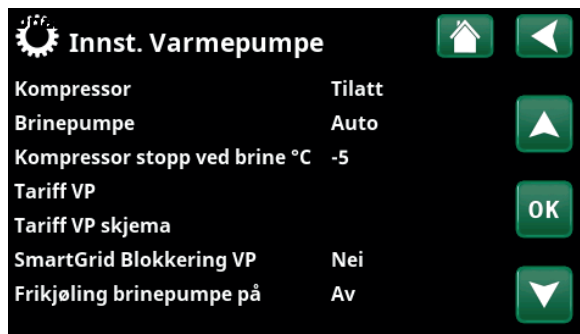 Innst. Varmepumpe
Kompressor Tilatt
Brinepumpe Auto
Kompressor stopp ved brine °C -5
Tariff VP
Tariff VP skjema
OK
SmartGrid Blokkering VP Nei
Frikjøling brinepumpe på Av